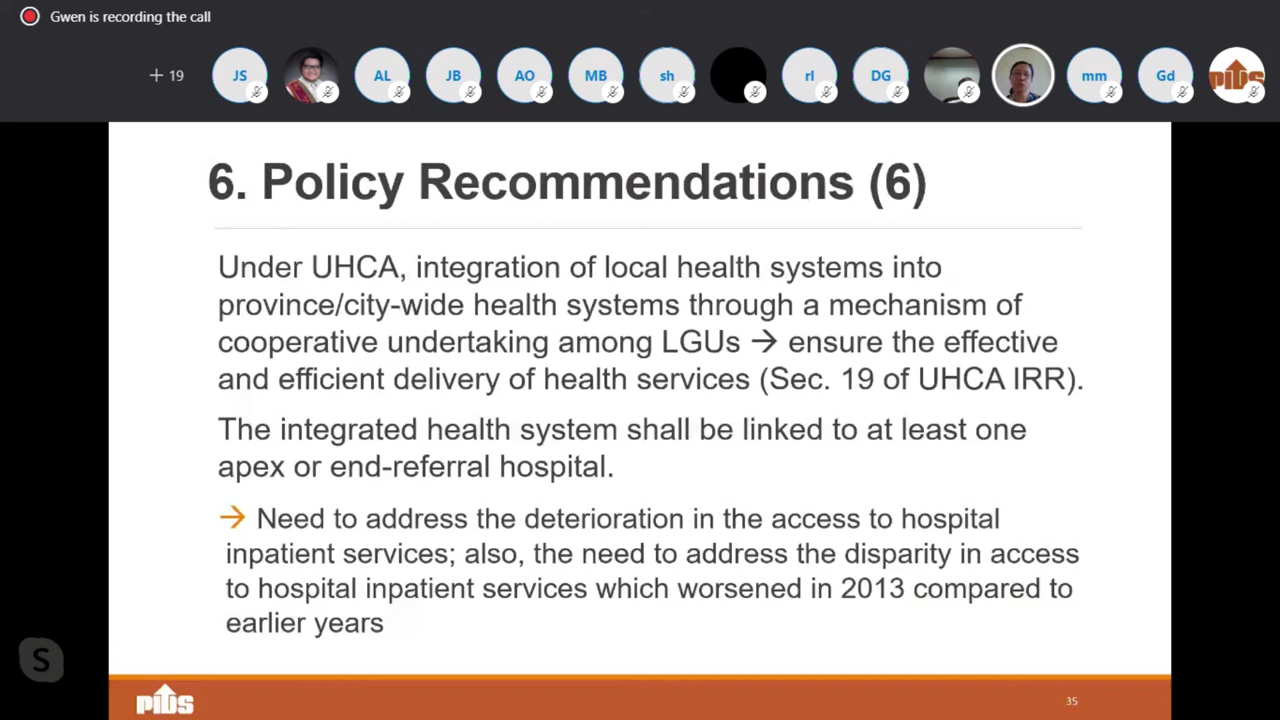 Gwen is recording the call
+ 19
JS
AL
JB
AO
MB
sh
rl
DG
mm
Gd
PIDS
6. Policy Recommendations (6)
Under UHCA, integration of local health systems into
province/city-wide health systems through a mechanism of
cooperative undertaking among LGUs → ensure the effective
and efficient delivery of health services (Sec. 19 of UHCA IRR).
The integrated health system shall be linked to at least one
apex or end-referral hospital.
→ Need to address the deterioration in the access to hospital
inpatient services; also, the need to address the disparity in access
to hospital inpatient services which worsened in 2013 compared to
earlier years
S
PIDS
35